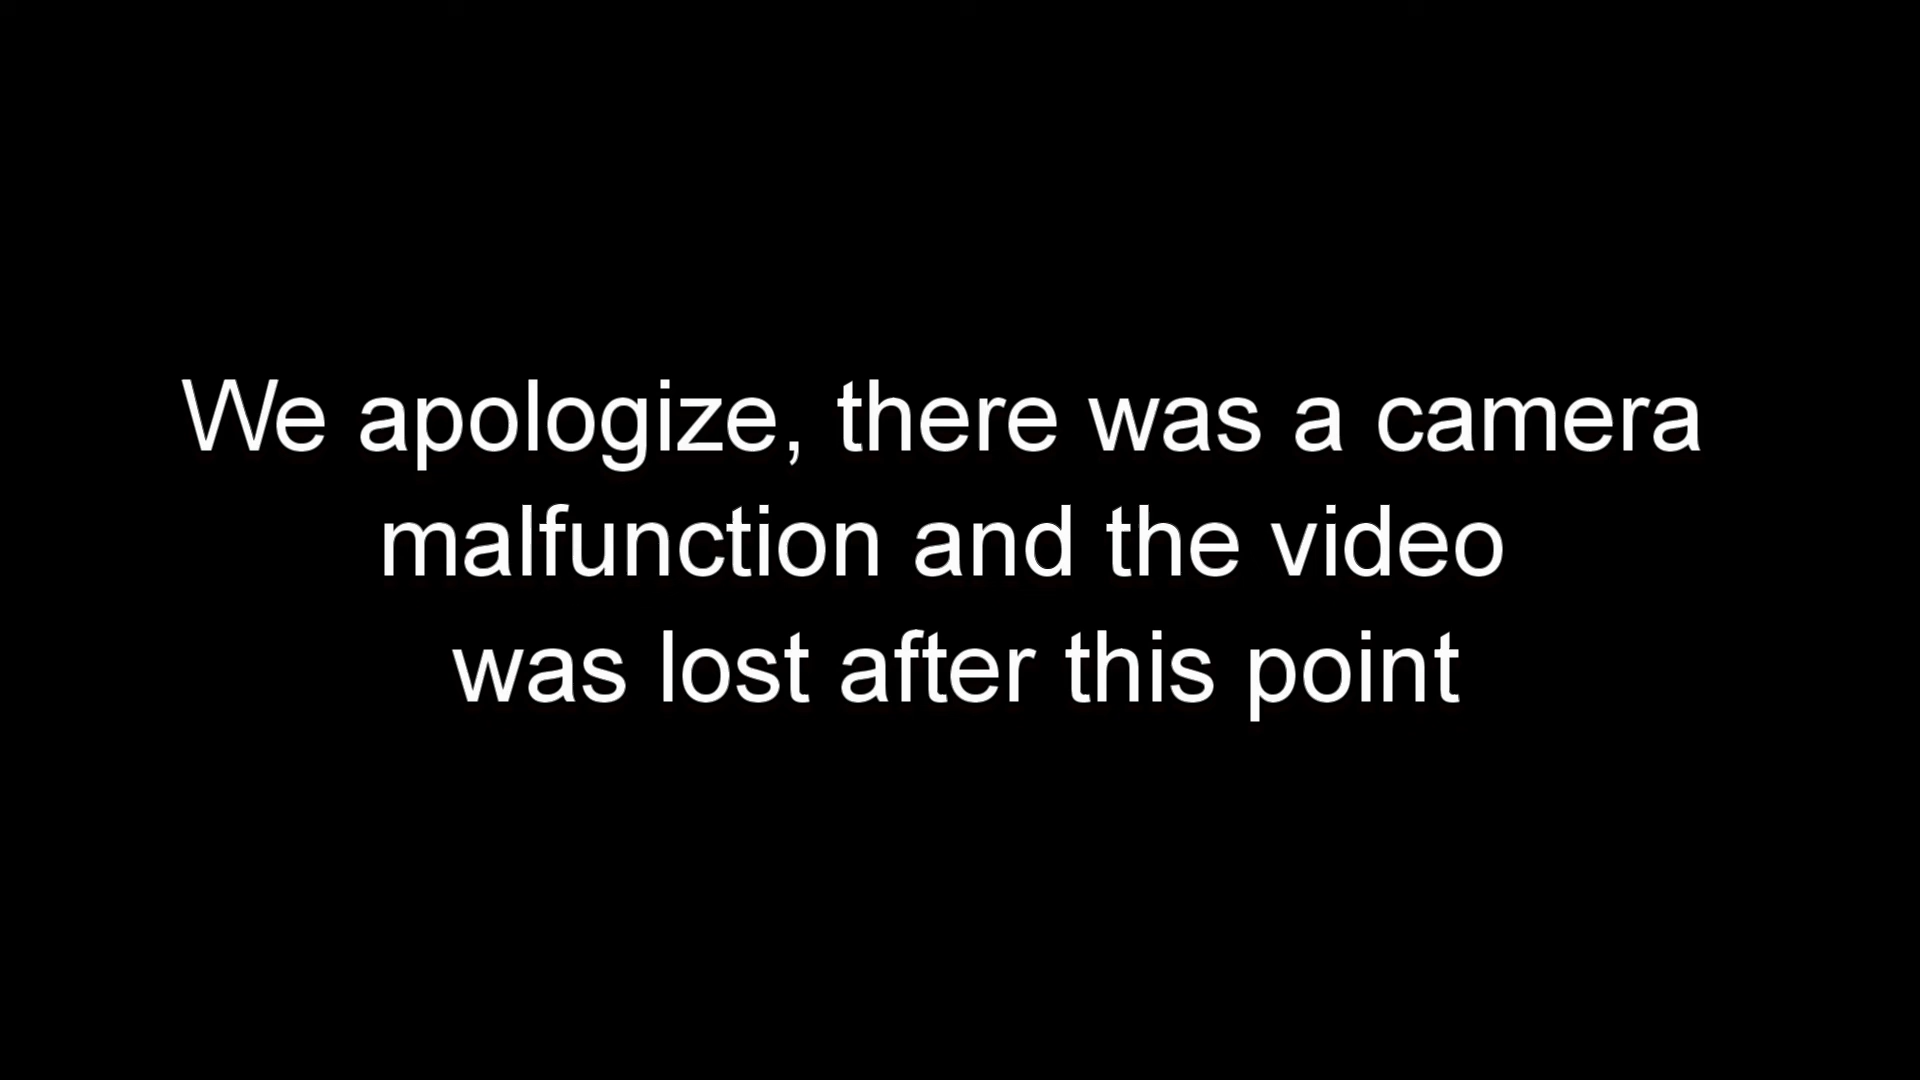 We apologize, there was a camera
malfunction and the video
was lost after this point